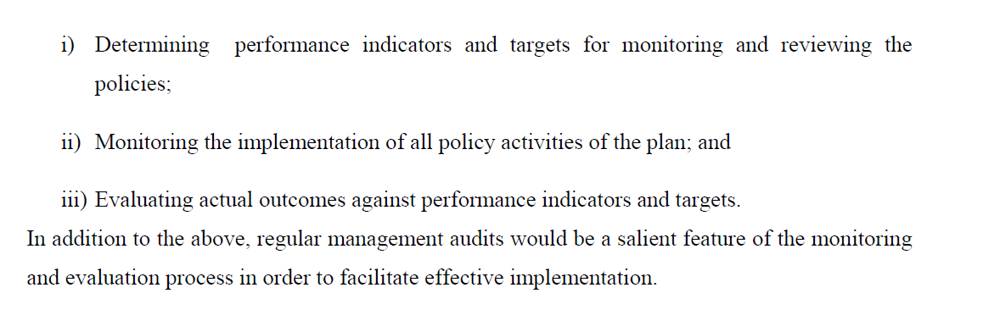 i) Determining performance indicators and targets for monitoring and reviewing the
policies;
ii) Monitoring the implementation of all policy activities of the plan; and
iii) Evaluating actual outcomes against performance indicators and targets.
In addition to the above, regular management audits would be a salient feature of the monitoring
and evaluation process in order to facilitate effective implementation.